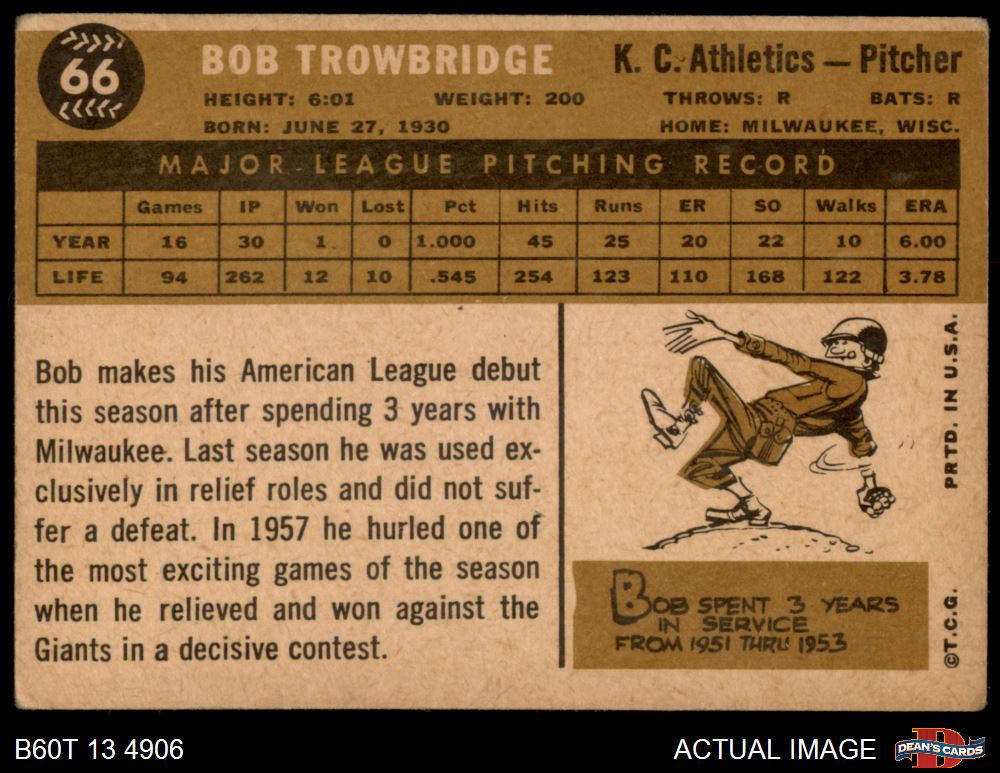 66
BOB TROWBRIDGE
K. C. Athletics — Pitcher
HEIGHT: 6:01 WEIGHT: 200 THROWS: R BATS: R
BORN: JUNE 27, 1930 HOME: MILWAUKEE, WISC.
MAJOR LEAGUE PITCHING RECORD
Games IP Won Lost Pct Hits Runs ER SO Walks ERA
YEAR 16 30 1 0 1.000 45 25 20 22 10 6.00
LIFE 94 262 12 10 .545 254 123 110 168 122 3.78
Bob makes his American League debut
this season after spending 3 years with
Milwaukee. Last season he was used ex-
clusively in relief roles and did not suf-
fer a defeat. In 1957 he hurled one of
the most exciting games of the season
when he relieved and won against the
Giants in a decisive contest.
BOB SPENT 3 YEARS
IN SERVICE
FROM 1951 THRU 1953
PRTD. IN U.S.A.
©T.C.G.
B60T 13 4906
ACTUAL IMAGE
D
DEAN'S CARDS